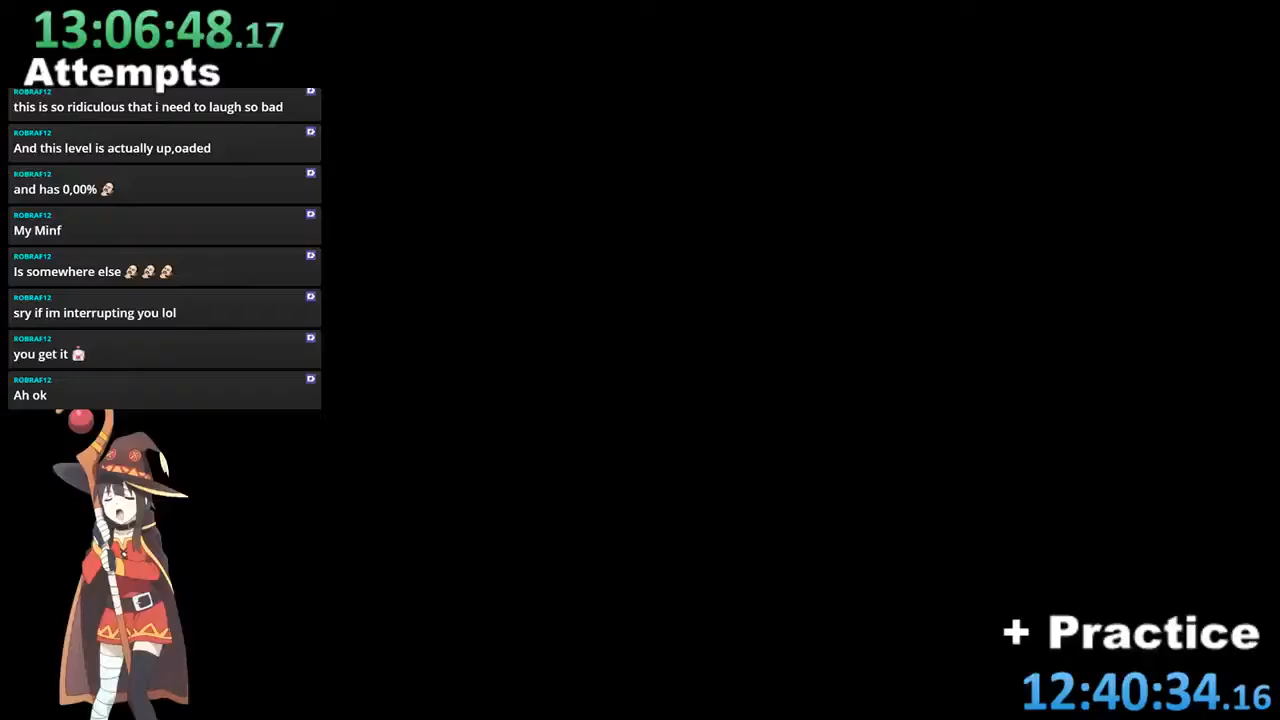 13:06:48.17
Attempts
ROBRAF12
this is so ridiculous that i need to laugh so bad
ROBRAF12
And this level is actually up,oaded
ROBRAF12
and has 0,00%
ROBRAF12
My Minf
ROBRAF12
Is somewhere else
ROBRAF12
sry if im interrupting you lol
ROBRAF12
you get it
ROBRAF12
Ah ok
+ Practice
12:40:34.16